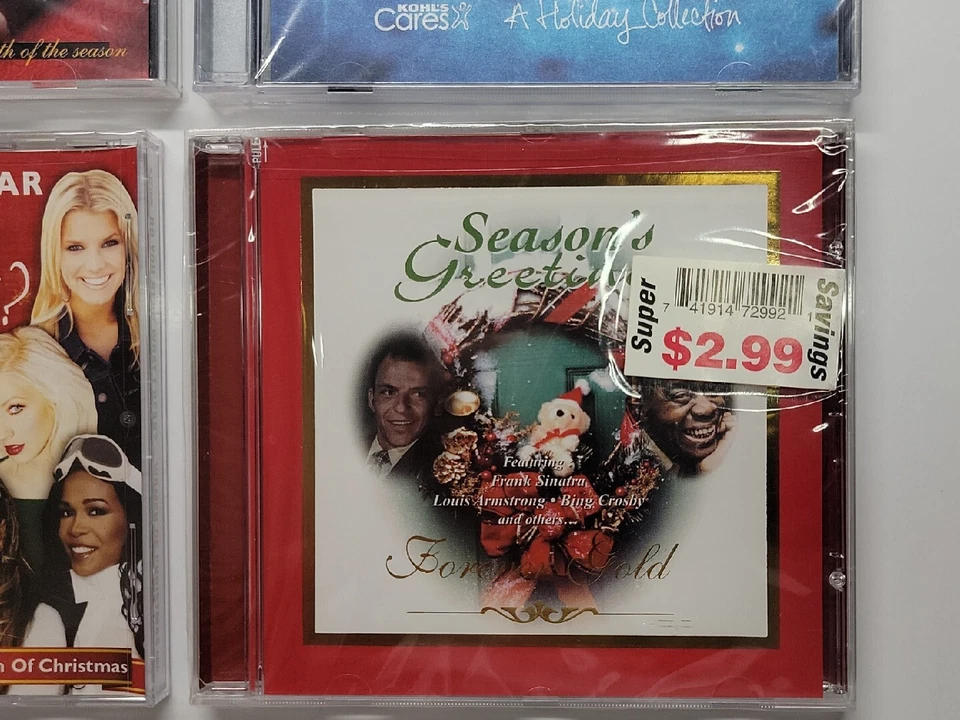 KOHL'S
Cares
A Holiday Collection
th of the season
AR
?
n Of Christmas
Season's
Greetin
Super
7 41914 72992 1
$2.99
Savings
Featuring
Frank Sinatra
Louis Armstrong • Bing Crosby
and others...
Forever Gold